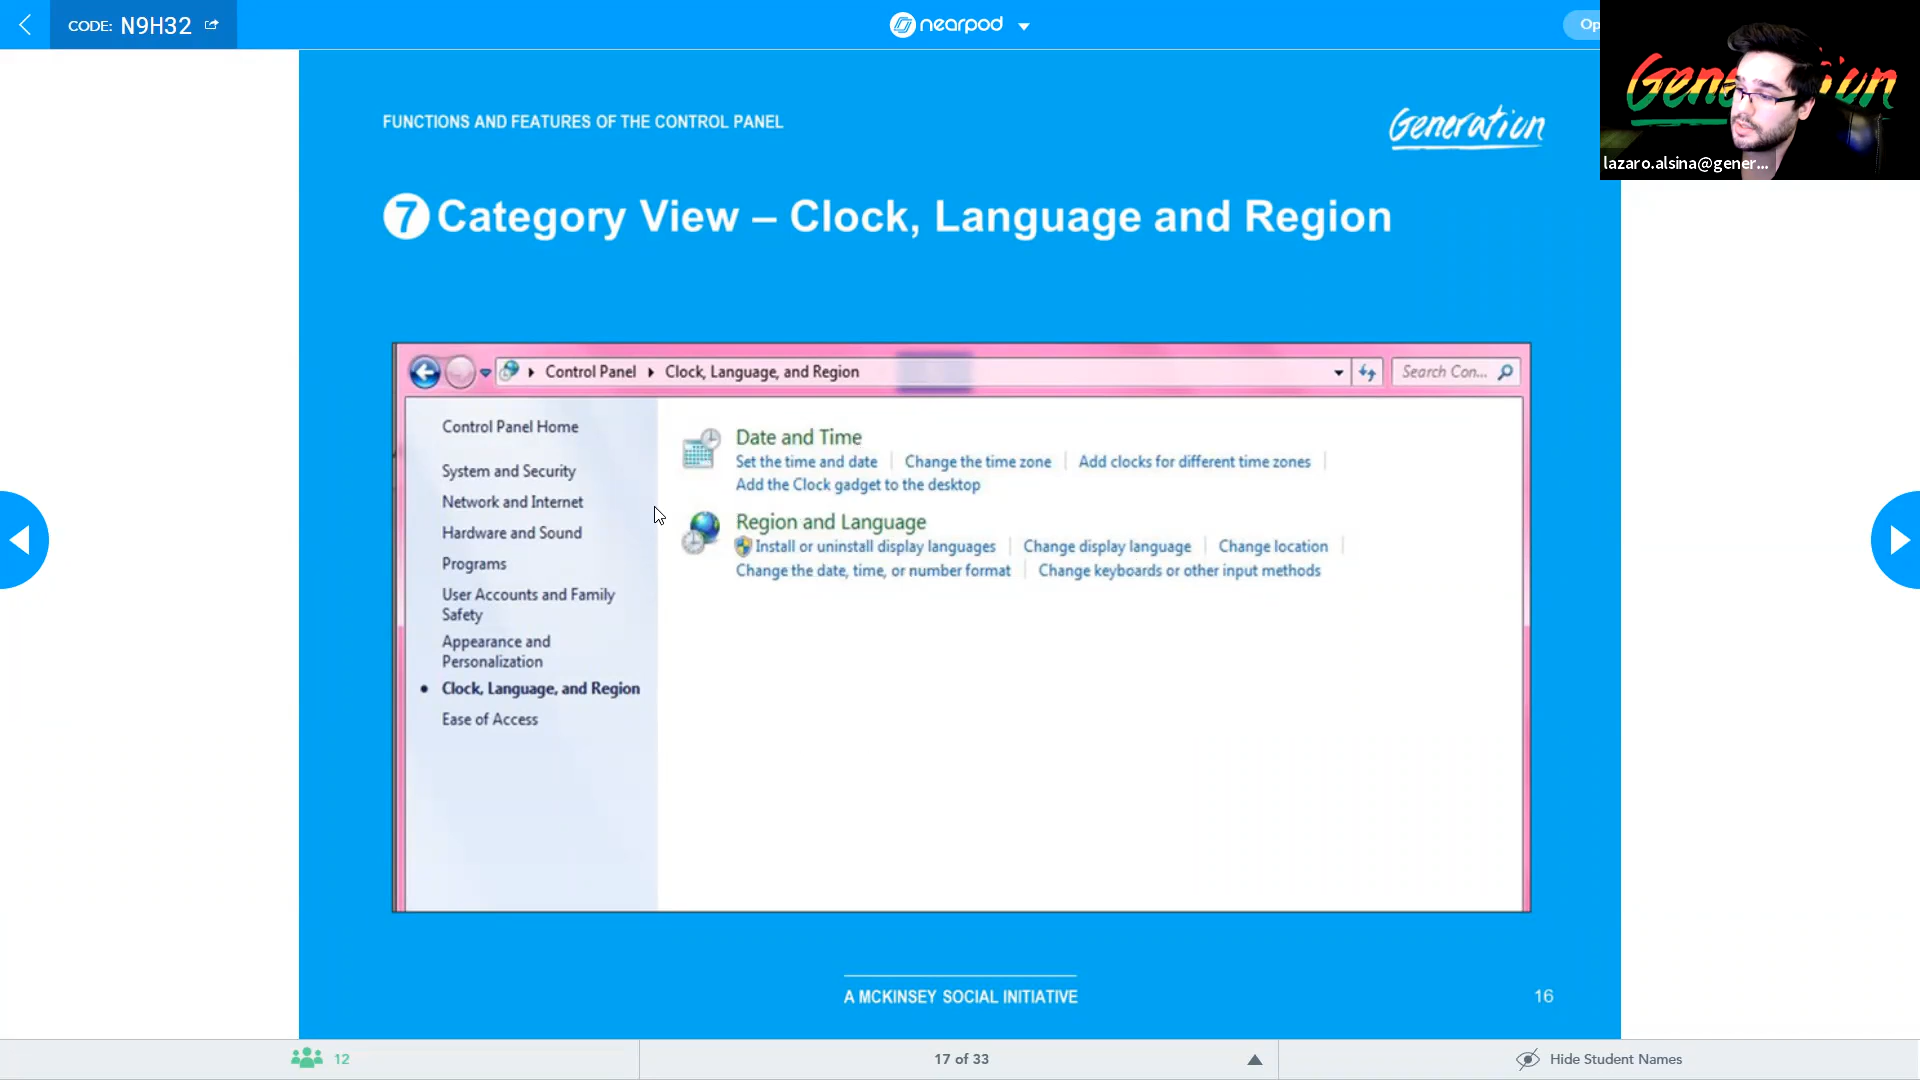 CODE: N9H32
nearpod
Op
Generation
lazaro.alsina@gener...
FUNCTIONS AND FEATURES OF THE CONTROL PANEL
Generation
7 Category View – Clock, Language and Region
Control Panel Clock, Language, and Region
Search Con...
Control Panel Home
System and Security
Network and Internet
Hardware and Sound
Programs
User Accounts and Family
Safety
Appearance and
Personalization
• Clock, Language, and Region
Ease of Access
Date and Time
Set the time and date Change the time zone Add clocks for different time zones
Add the Clock gadget to the desktop
Region and Language
Install or uninstall display languages Change display language Change location
Change the date, time, or number format Change keyboards or other input methods
A MCKINSEY SOCIAL INITIATIVE
16
12
17 of 33
Hide Student Names